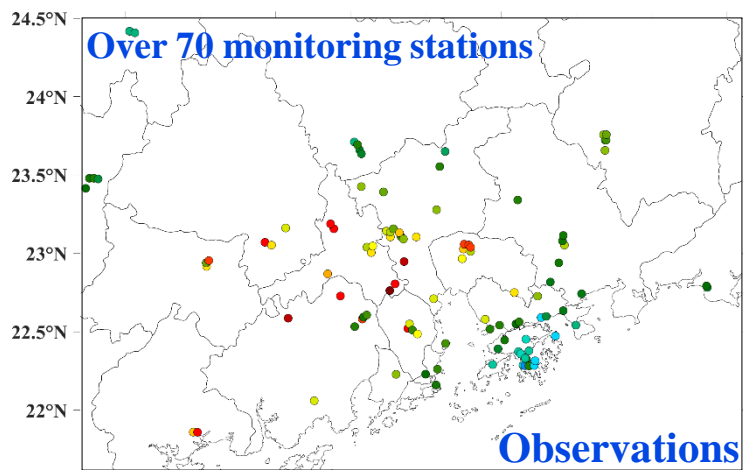 24.5°N
Over 70 monitoring stations
24°N
23.5°N
23°N
22.5°N
22°N
Observations